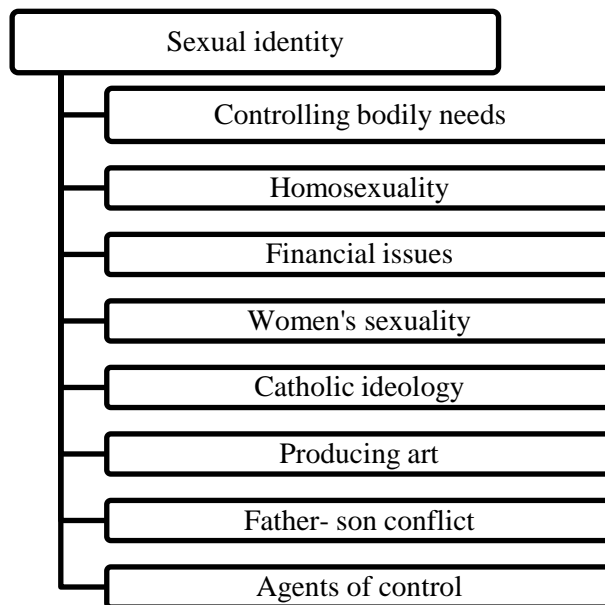 Sexual identity
Controlling bodily needs
Homosexuality
Financial issues
Women's sexuality
Catholic ideology
Producing art
Father- son conflict
Agents of control